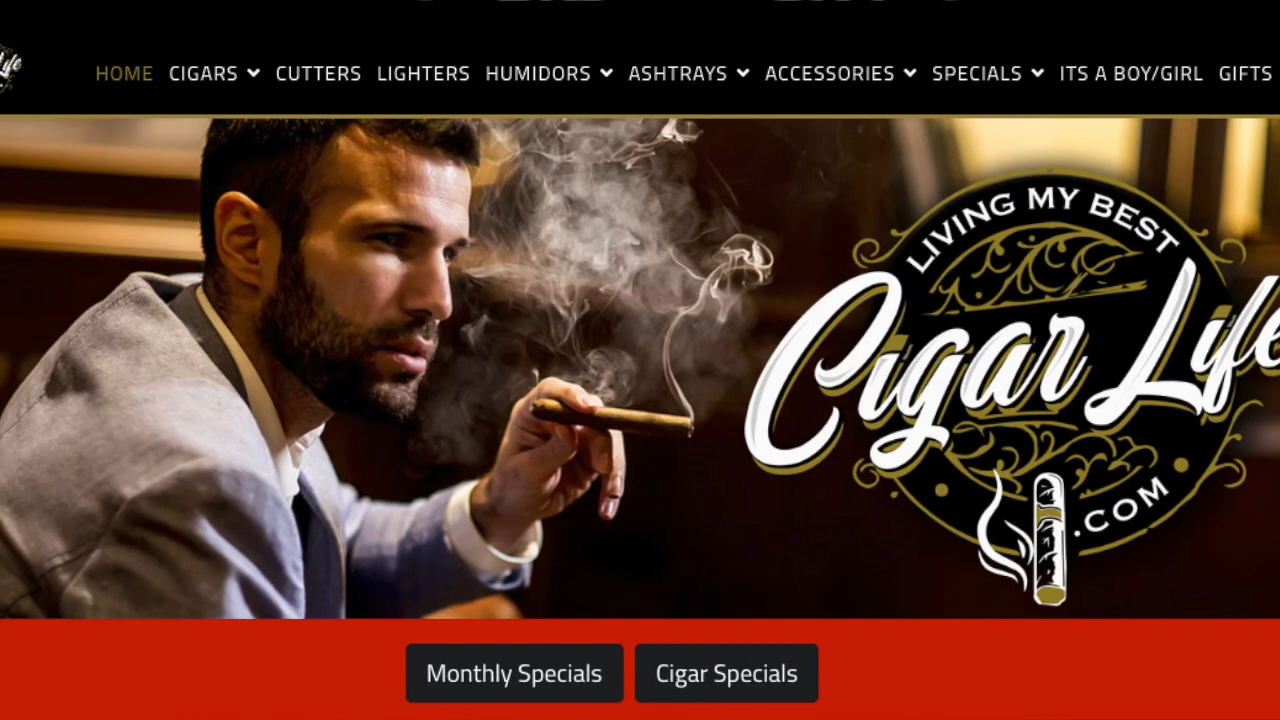 HOME CIGARS CUTTERS LIGHTERS HUMIDORS ASHTRAYS ACCESSORIES SPECIALS ITS A BOY/GIRL GIFTS
LIVING MY BEST
Cigar Life
.COM
Monthly Specials Cigar Specials